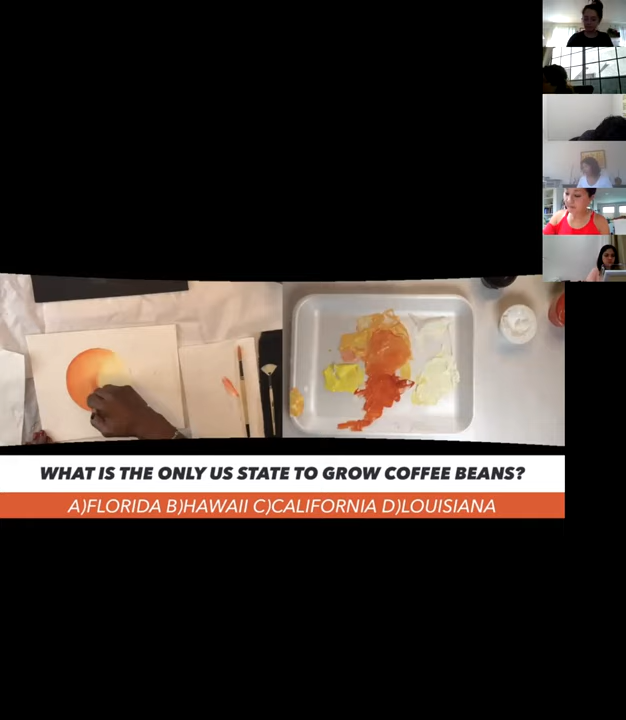 WHAT IS THE ONLY US STATE TO GROW COFFEE BEANS?
A)FLORIDA B)HAWAII C)CALIFORNIA D)LOUISIANA